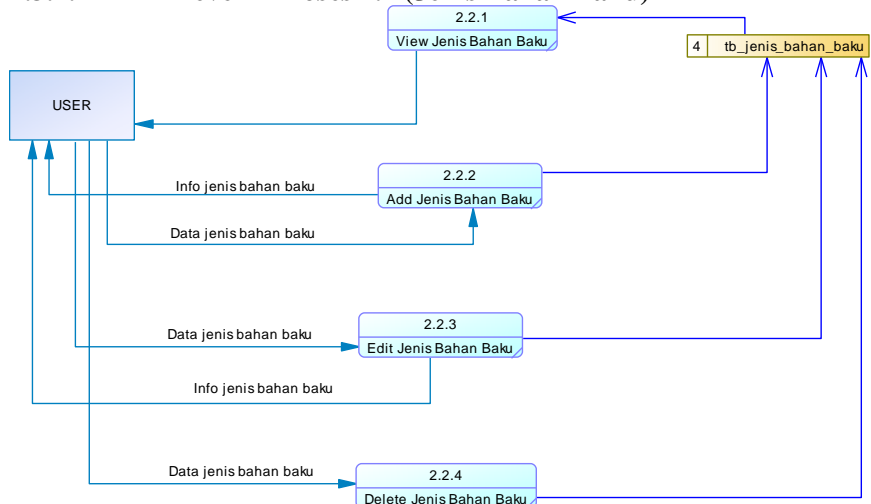 2.2.1
View Jenis Bahan Baku
4 tb_jenis_bahan_baku
USER
2.2.2
Add Jenis Bahan Baku
Info jenis bahan baku
Data jenis bahan baku
2.2.3
Edit Jenis Bahan Baku
Data jenis bahan baku
Info jenis bahan baku
Data jenis bahan baku
2.2.4
Delete Jenis Bahan Baku